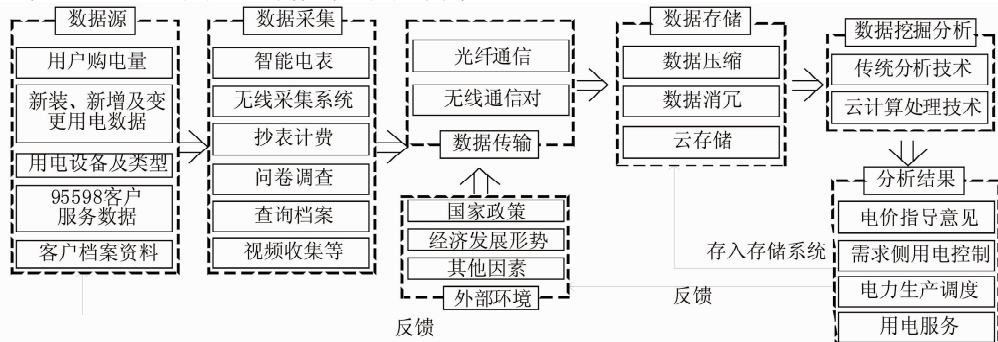 数据源
用户购电量
新装、新增及变
更用电数据
用电设备及类型
95598客户
服务数据
客户档案资料
数据采集
智能电表
无线采集系统
抄表计费
问卷调查
查询档案
视频收集等
光纤通信
无线通信对
数据传输
国家政策
经济发展形势
其他因素
外部环境
数据存储
数据压缩
数据消冗
云存储
数据挖掘分析
传统分析技术
云计算处理技术
分析结果
电价指导意见
需求侧用电控制
电力生产调度
用电服务
存入存储系统
反馈
反馈